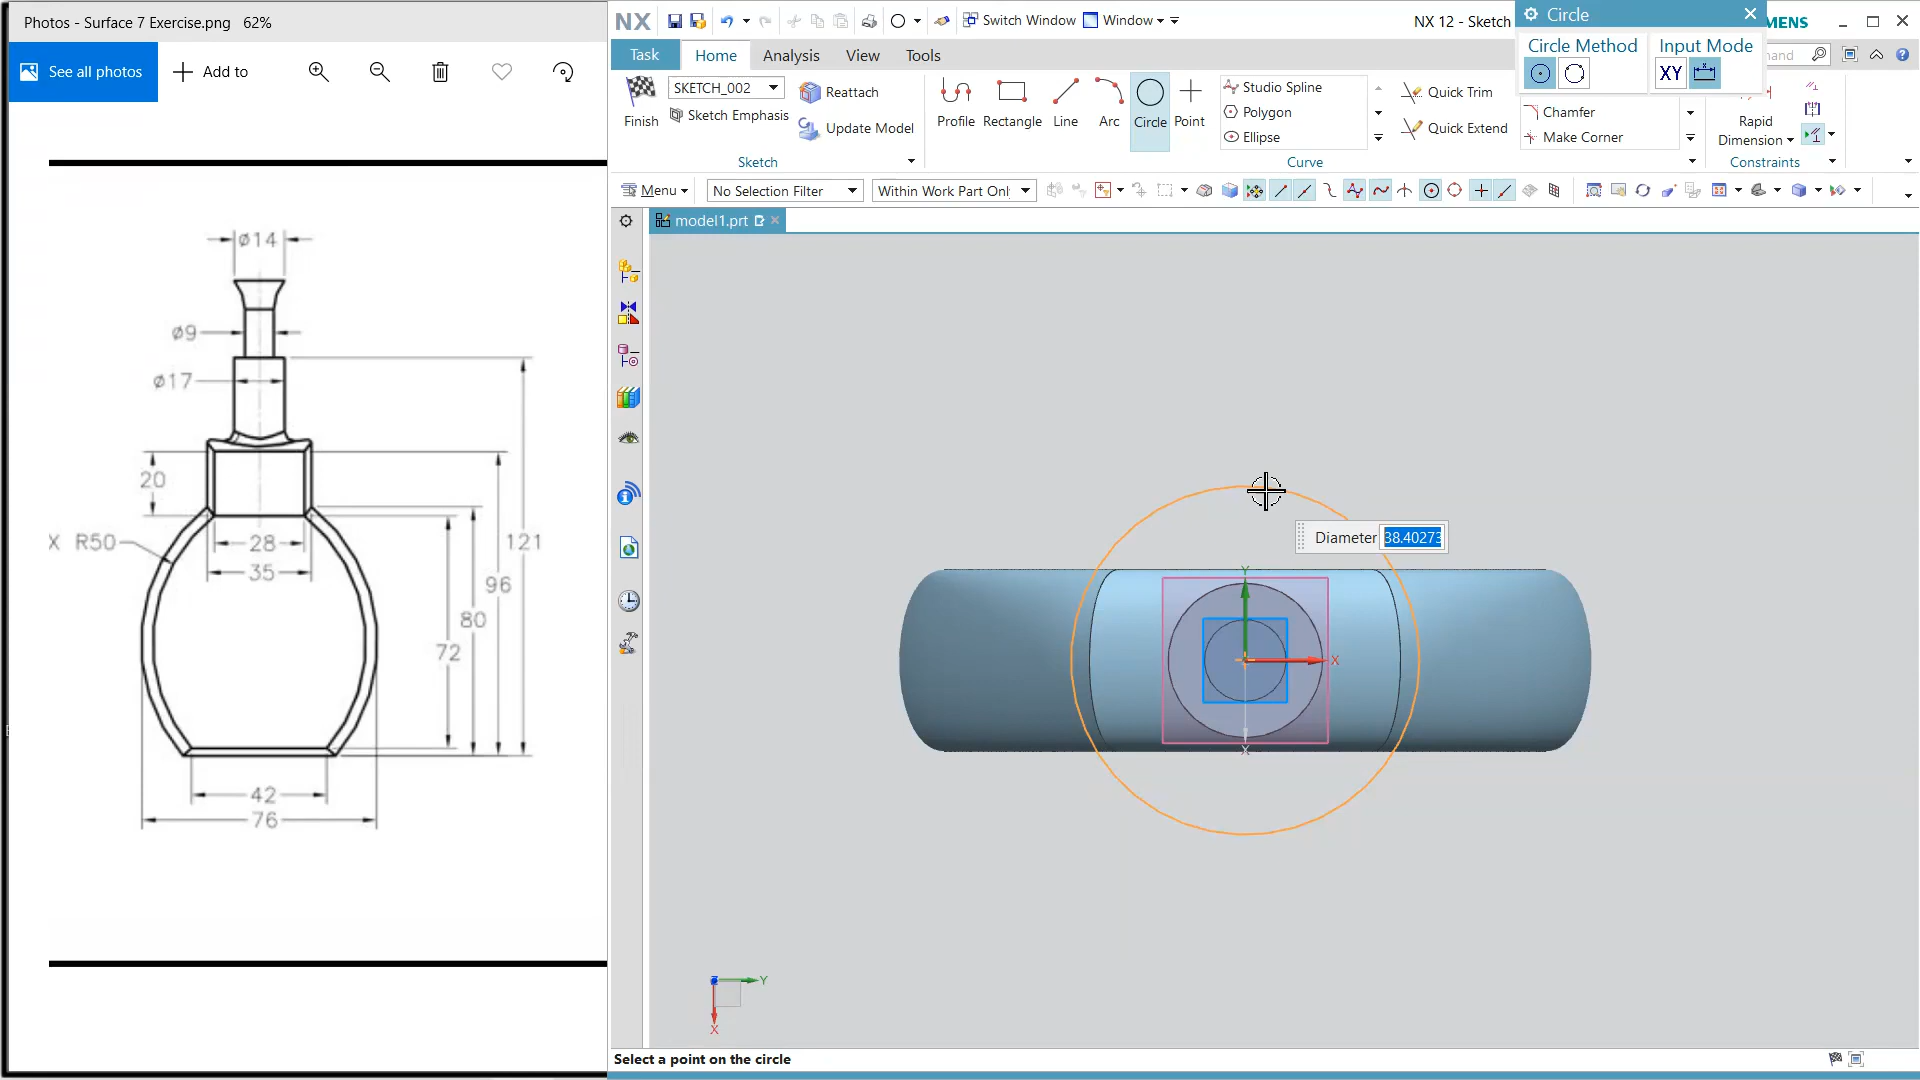 Photos - Surface 7 Exercise.png 62%
See all photos
Add to
ø14
ø9
ø17
20
X R50
28
35
121
96
80
72
42
76
NX
Switch Window
Window
NX 12 - Sketch
MENS
Circle
Circle Method
Input Mode
XY
Task
Home
Analysis
View
Tools
Finish
SKETCH_002
Sketch Emphasis
Reattach
Update Model
Sketch
Profile
Rectangle
Line
Arc
Circle
Point
Studio Spline
Polygon
Ellipse
Curve
Quick Trim
Quick Extend
Chamfer
Make Corner
Rapid
Dimension
Constraints
Menu
No Selection Filter
Within Work Part Onl
model1.prt
Diameter 38.40273
Y
X
X
Y
X
Select a point on the circle